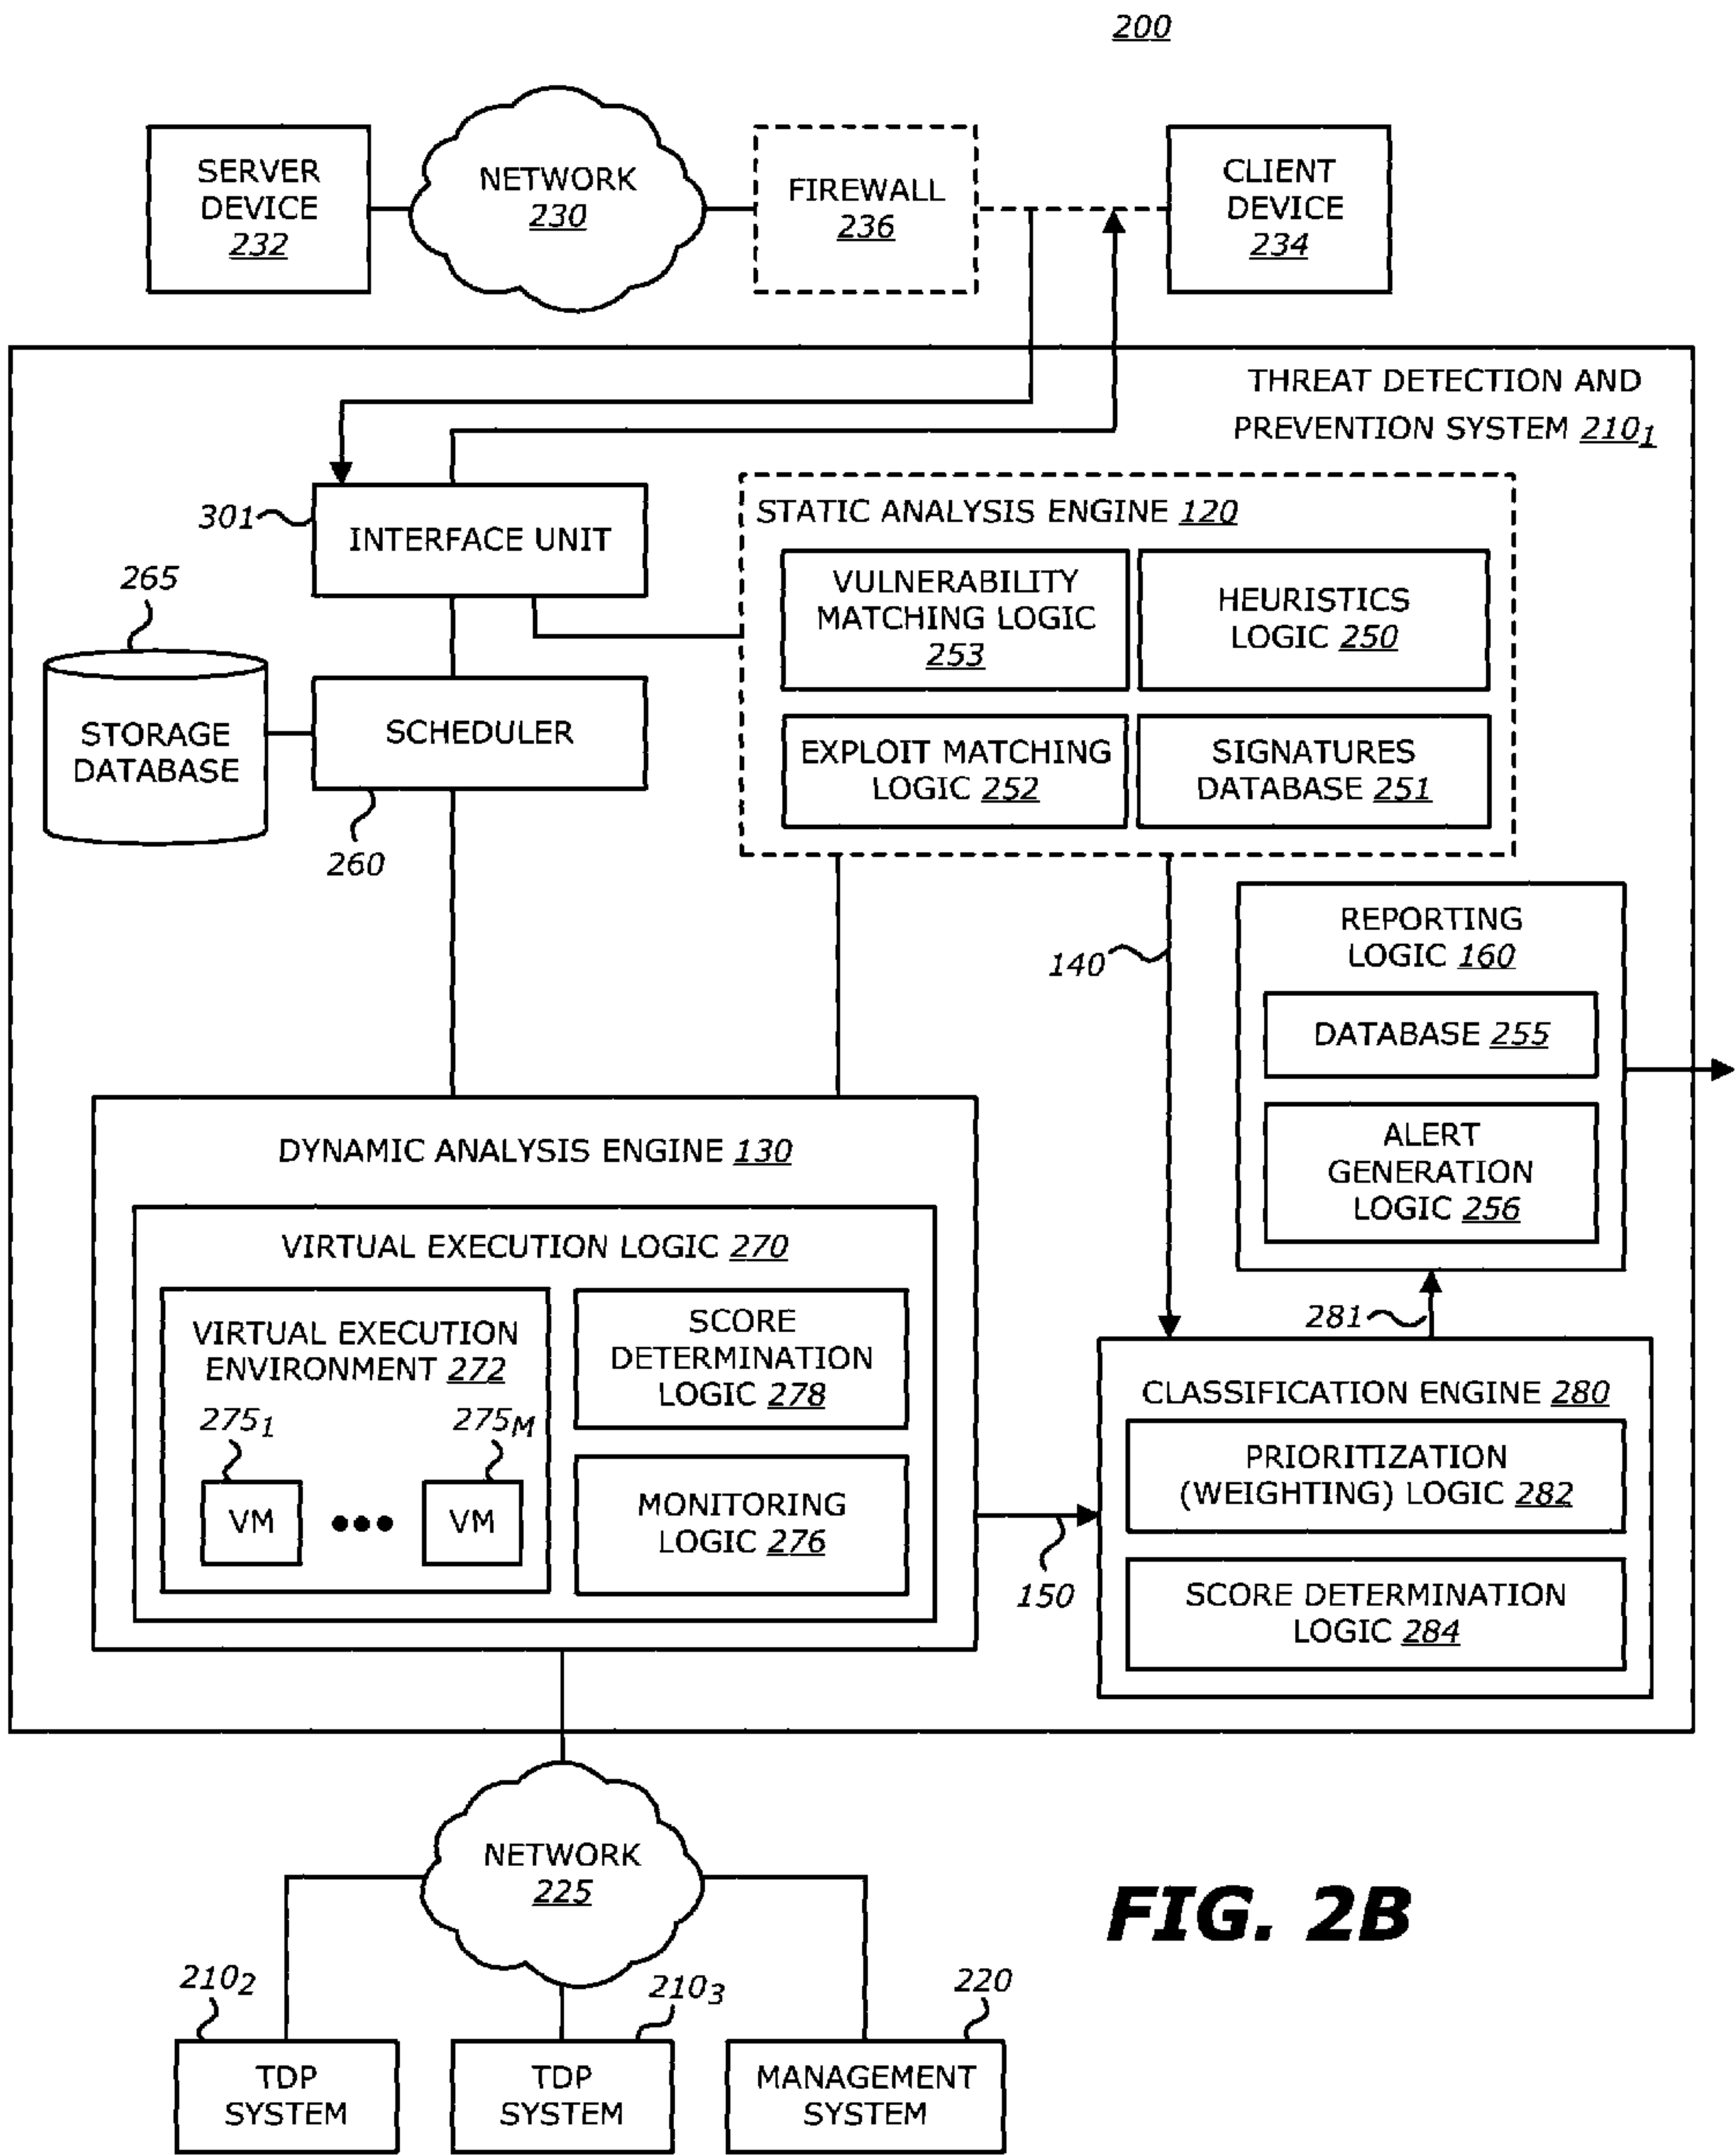 200
SERVER
DEVICE
232
NETWORK
230
FIREWALL
236
CLIENT
DEVICE
234
THREAT DETECTION AND
PREVENTION SYSTEM 210₁
301
INTERFACE UNIT
STATIC ANALYSIS ENGINE 120
VULNERABILITY
MATCHING LOGIC
253
HEURISTICS
LOGIC 250
EXPLOIT MATCHING
LOGIC 252
SIGNATURES
DATABASE 251
265
STORAGE
DATABASE
SCHEDULER
260
140
REPORTING
LOGIC 160
DATABASE 255
ALERT
GENERATION
LOGIC 256
DYNAMIC ANALYSIS ENGINE 130
VIRTUAL EXECUTION LOGIC 270
VIRTUAL EXECUTION
ENVIRONMENT 272
275₁
275M
VM
•••
VM
SCORE
DETERMINATION
LOGIC 278
MONITORING
LOGIC 276
150
281
CLASSIFICATION ENGINE 280
PRIORITIZATION
(WEIGHTING) LOGIC 282
SCORE DETERMINATION
LOGIC 284
NETWORK
225
FIG. 2B
210₂
210₃
220
TDP
SYSTEM
TDP
SYSTEM
MANAGEMENT
SYSTEM